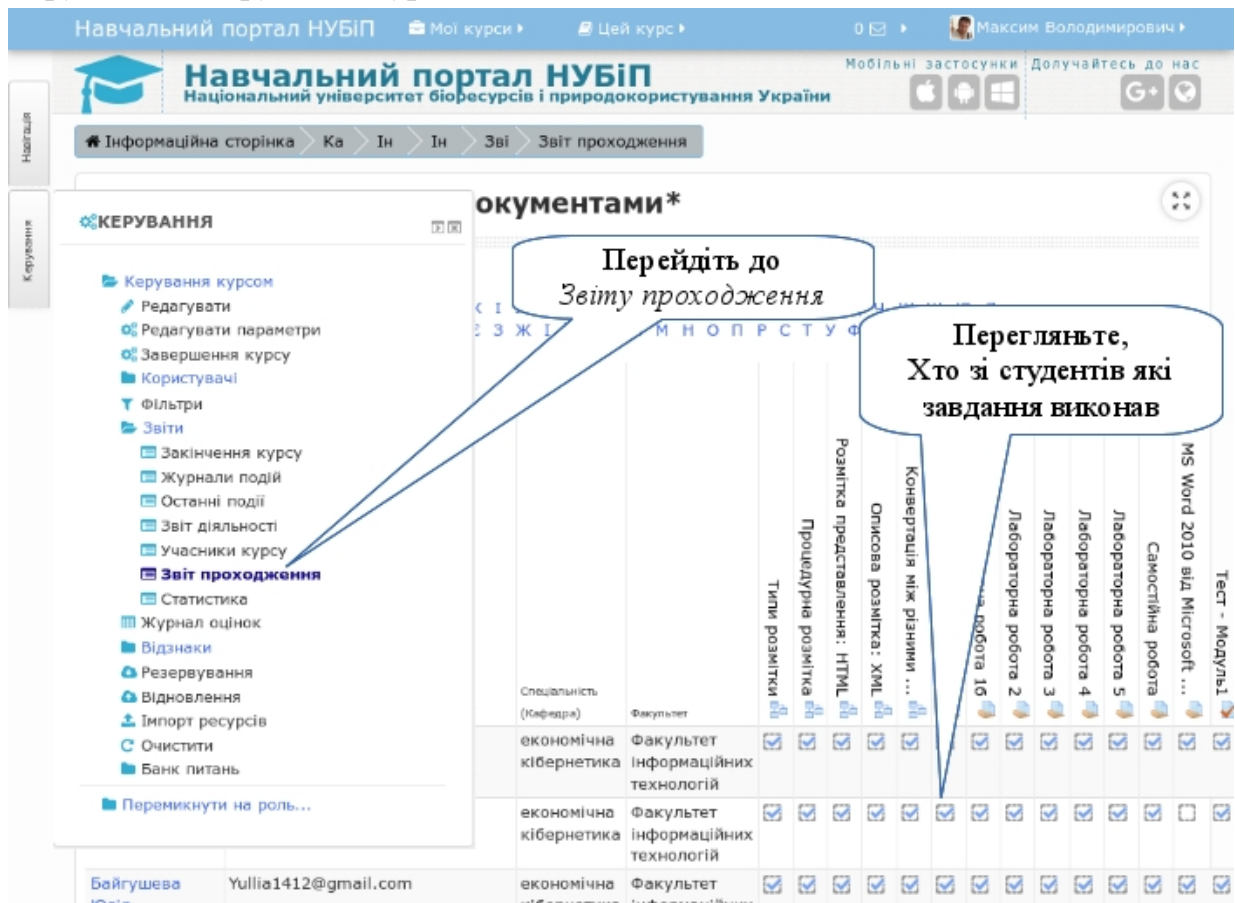 Навчальний портал НУБіП
Мої курси
Цей курс
0
Максим Володимирович
Навчальний портал НУБіП
Національний університет біоресурсів і природокористування України
Мобільні застосунки
Долучайтесь до нас
G+
Навігація
Керування
Інформаційна сторінка
Ка
Ін
Ін
Зві
Звіт проходження
окументами*
КЕРУВАННЯ
Керування курсом
Редагувати
Редагувати параметри
Завершення курсу
Користувачі
Фільтри
Звіти
Закінчення курсу
Журнали подій
Останні події
Звіт діяльності
Учасники курсу
Звіт проходження
Статистика
Журнал оцінок
Відзнаки
Резервування
Відновлення
Імпорт ресурсів
Очистити
Банк питань
Перемикнути на роль...
Перейдіть до
Звіту проходження
Є З Ж І М Н О П Р С Т У Ф
Перегляньте,
Хто зі студентів які
завдання виконав
Спеціальність
(Кафедра)
Факультет
Типи розмітки
Процедурна розмітка
Розмітка представлення: HTML
Описова розмітка: XML
Конвертація між різними ...
на робота 1б
Лабораторна робота 2
Лабораторна робота 3
Лабораторна робота 4
Лабораторна робота 5
Самостійна робота
MS Word 2010 від Microsoft ...
Тест - Модуль1
економічна
кібернетика
Факультет
інформаційних
технологій
економічна
кібернетика
Факультет
інформаційних
технологій
Байгушева
Yullia1412@gmail.com
економічна
Факультет